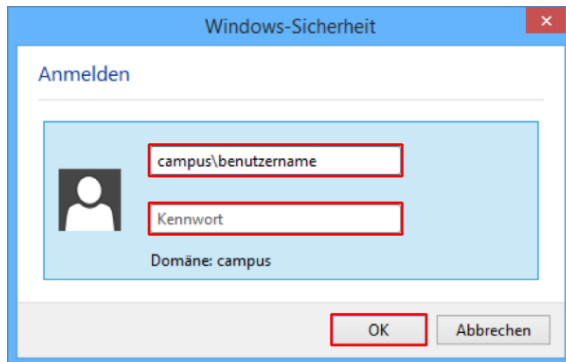 Windows-Sicherheit
Anmelden
campus\benutzername
Kennwort
Domäne: campus
OK Abbrechen